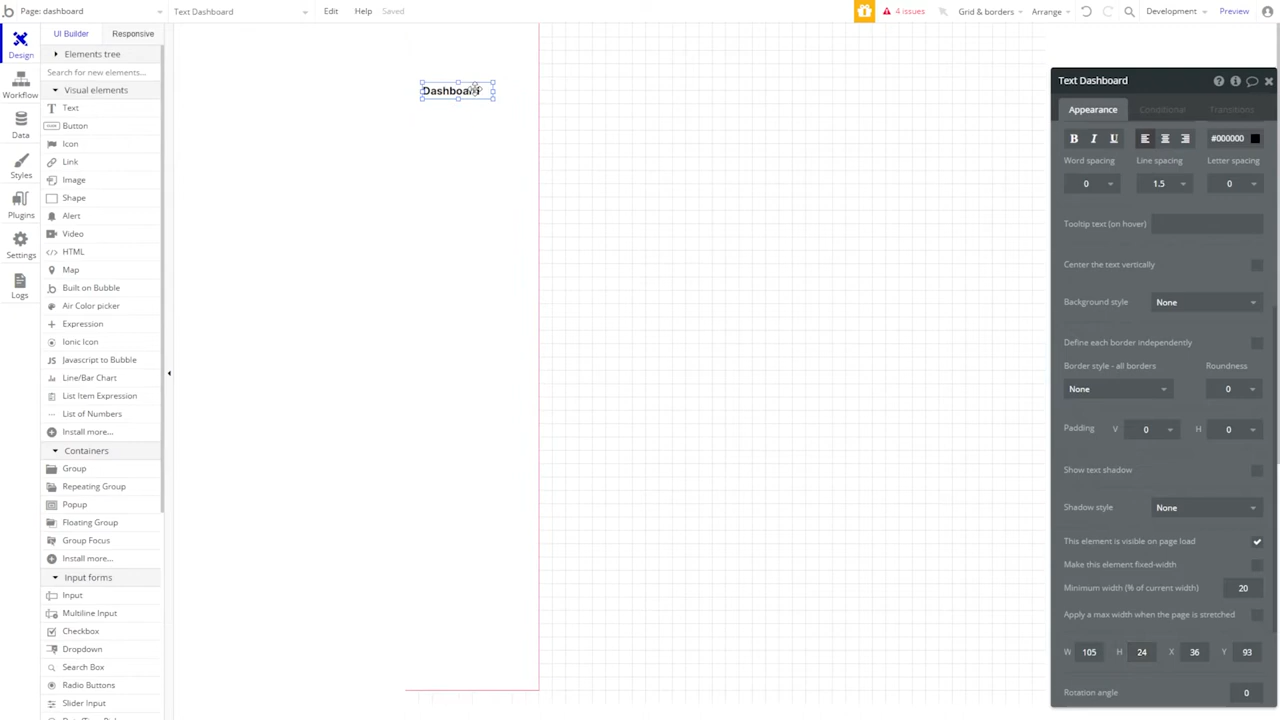 Page: dashboard
Text Dashboard
Edit
Help
Saved
4 issues
Grid & borders
Arrange
Development
Preview
Design
Workflow
Data
Styles
Plugins
Settings
Logs
UI Builder
Responsive
Elements tree
Search for new elements...
Visual elements
Text
Button
Icon
Link
Image
Shape
Alert
Video
</> HTML
Map
Built on Bubble
Air Color picker
Expression
Ionic Icon
JS Javascript to Bubble
Line/Bar Chart
List Item Expression
List of Numbers
Install more...
Containers
Group
Repeating Group
Popup
Floating Group
Group Focus
Install more...
Input forms
Input
Multiline Input
Checkbox
Dropdown
Search Box
Radio Buttons
Slider Input
Dashboard
Text Dashboard
Appearance
Conditional
Transitions
B I U
#000000
Word spacing
Line spacing
Letter spacing
0
1.5
0
Tooltip text (on hover)
Center the text vertically
Background style
None
Define each border independently
Border style - all borders
Roundness
None
0
Padding
V 0
H 0
Show text shadow
Shadow style
None
This element is visible on page load
Make this element fixed-width
Minimum width (% of current width)
20
Apply a max width when the page is stretched
W 105
H 24
X 36
Y 93
Rotation angle
0